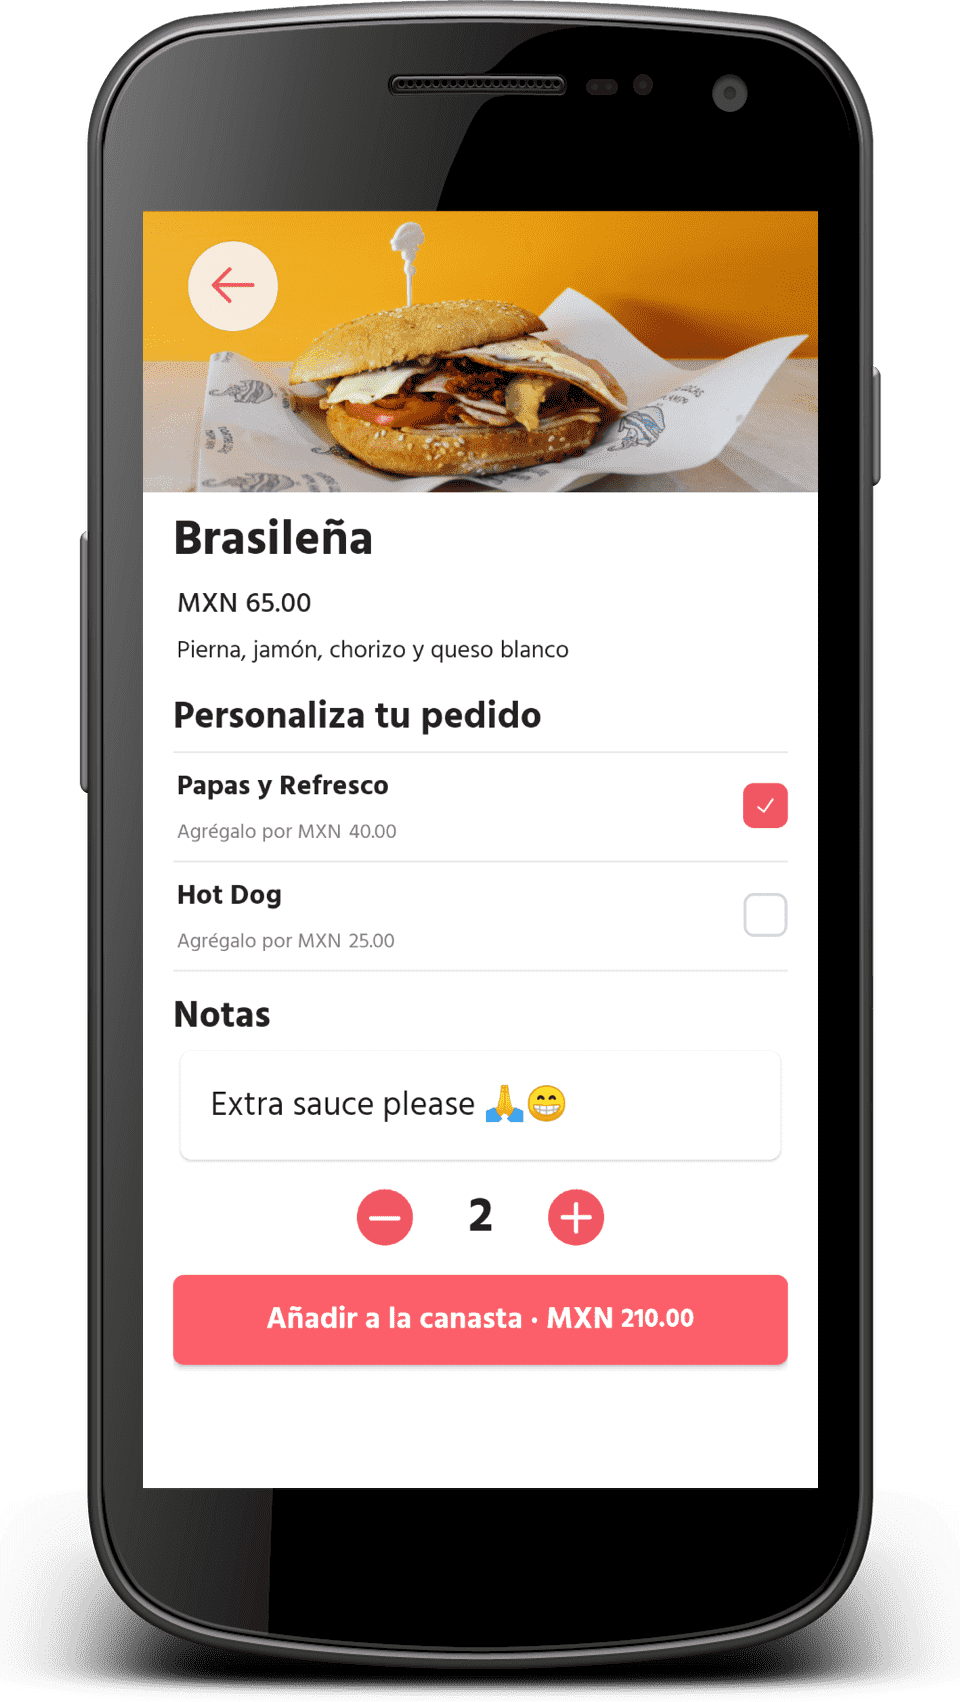 Brasileña
MXN 65.00
Pierna, jamón, chorizo y queso blanco
Personaliza tu pedido
Papas y Refresco
Agrégalo por MXN 40.00
Hot Dog
Agrégalo por MXN 25.00
Notas
Extra sauce please 🙏😁
2
Añadir a la canasta · MXN 210.00